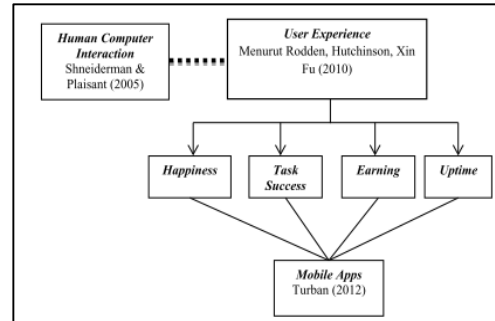 Human Computer
Interaction
Shneiderman &
Plaisant (2005)
User Experience
Menurut Rodden, Hutchinson, Xin
Fu (2010)
Happiness
Task
Success
Earning
Uptime
Mobile Apps
Turban (2012)